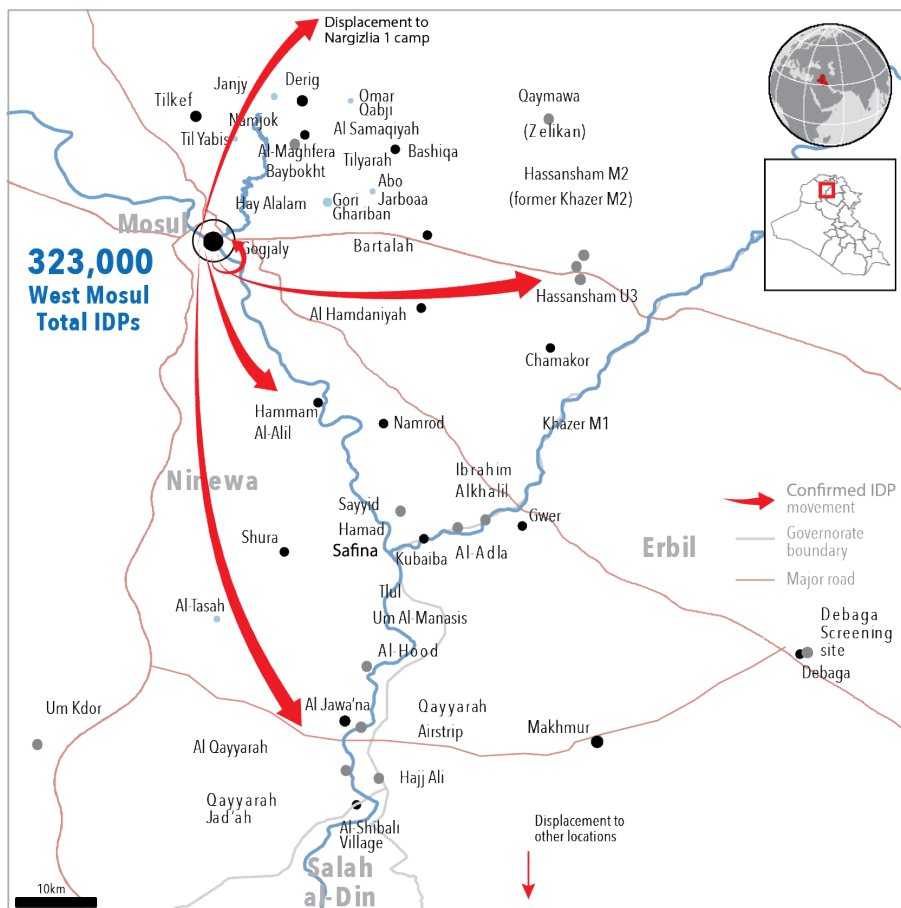 Displacement to
Nargizlia 1 camp
Janjy
Derig
Tilkef
Omar
Qabji
Qaymawa
(Zelikan)
Namjok
Al Samaqiyah
Til Yabis
Al-Maghfera
Baybokht
Tilyarah
Bashiqa
Abo
Jarboaa
Hassansham M2
(former Khazer M2)
Hay Alalam
Gori
Ghariban
Mosul
Gogjaly
Bartalah
323,000
West Mosul
Total IDPs
Hassansham U3
Al Hamdaniyah
Chamakor
Hammam
Al-Alil
Namrod
Khazer M1
Ninewa
Ibrahim
Alkhalil
Sayyid
Hamad
Safina
Gwer
Kubaiba
Al-Adla
Shura
Erbil
Confirmed IDP
movement
Governorate
boundary
Major road
Tlul
Um Al-Manasis
Al-Tasah
Al-Hood
Debaga
Screening
site
Debaga
Um Kdor
Al Jawa'na
Qayyarah
Airstrip
Makhmur
Al Qayyarah
Hajj Ali
Qayyarah
Jad'ah
Al-Shibali
Village
Displacement to
other locations
Salah
al-Din
10km